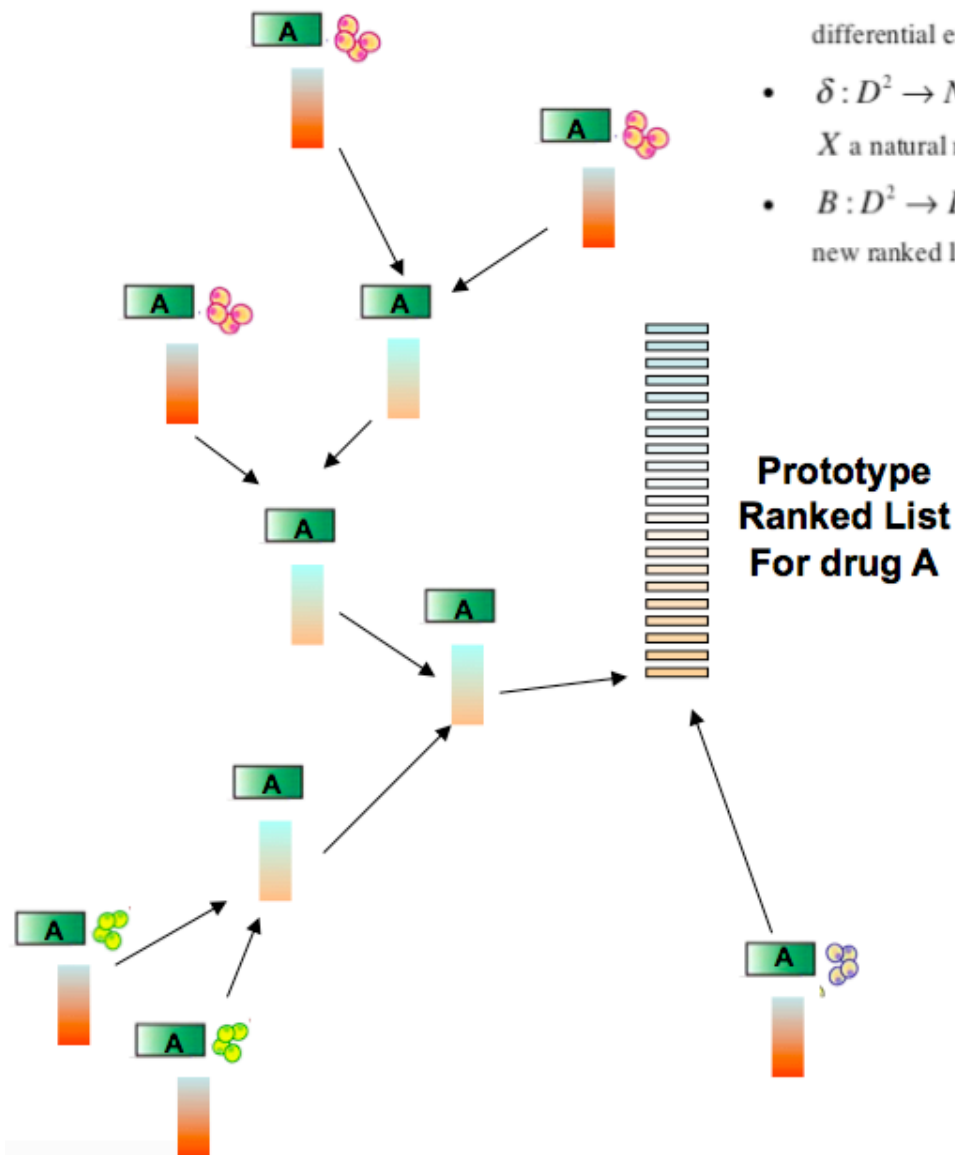 A
differential e
• δ : D² → N
A
X a natural
• B : D² →
new ranked
A
A
Prototype
Ranked List
For drug A
A
A
A
A
A
A